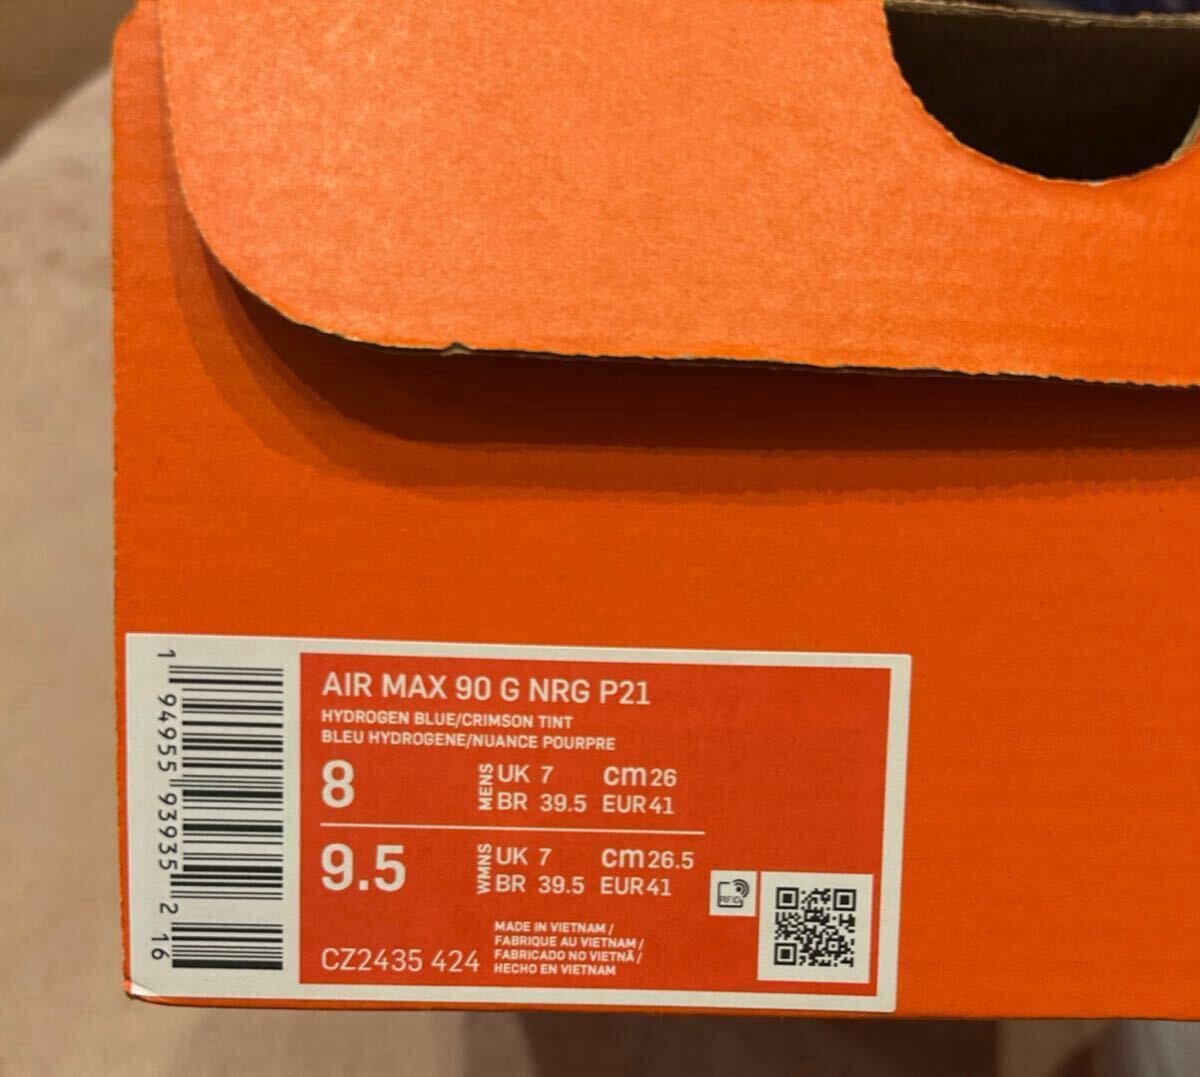 AIR MAX 90 G NRG P21
HYDROGEN BLUE/CRIMSON TINT
BLEU HYDROGENE/NUANCE POURPRE
8 MENS UK 7 cm 26
BR 39.5 EUR 41
9.5 WMNS UK 7 cm 26.5
BR 39.5 EUR 41
CZ2435 424
MADE IN VIETNAM /
FABRIQUE AU VIETNAM /
FABRICADO NO VIETNÃ /
HECHO EN VIETNAM
RFID
1 94955 93935 2 16